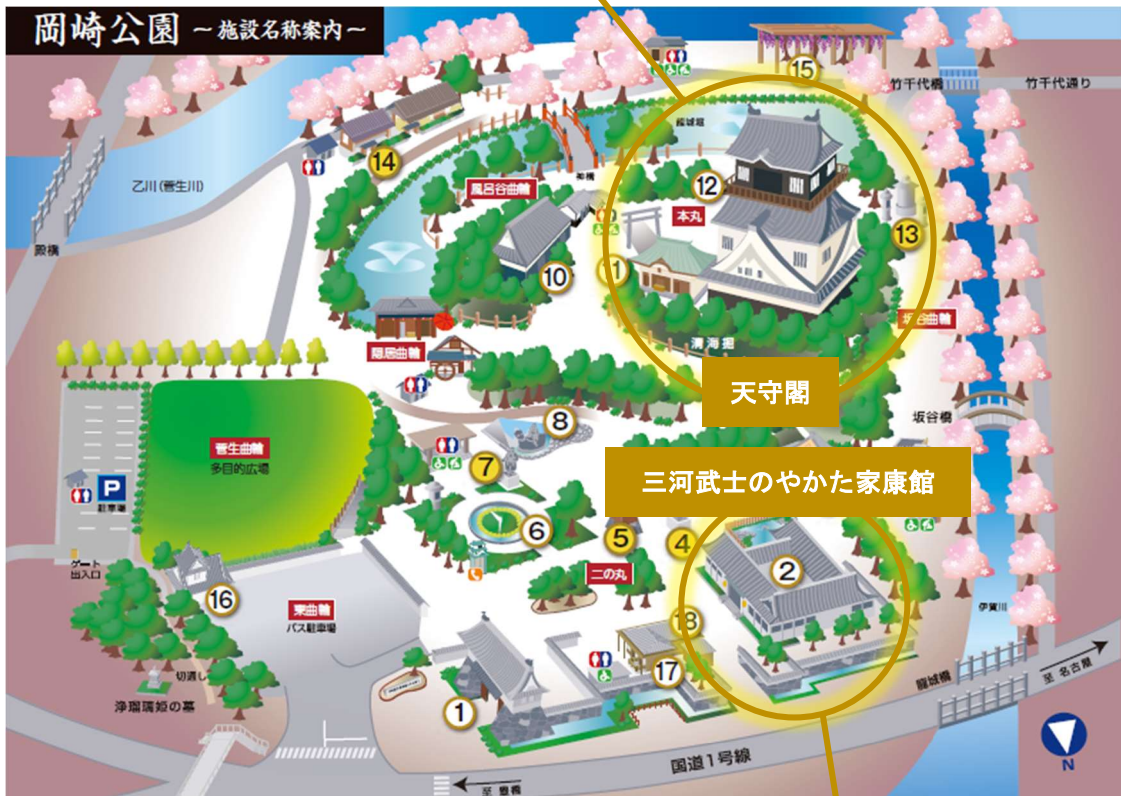 岡崎公園 ～施設名称案内～
15
竹千代橋
竹千代通り
龍城堀
14
乙川(菅生川)
殿橋
風呂谷曲輪
神橋
12
本丸
13
10
11
坂谷曲輪
清海堀
隠居曲輪
天守閣
坂谷橋
8
菅生曲輪
多目的広場
7
三河武士のやかた家康館
P
駐車場
6
5
4
2
ゲート
出入口
二の丸
16
東曲輪
バス駐車場
伊賀川
18
17
切通し
浄瑠璃姫の墓
1
龍城橋
至 名古屋
国道1号線
至 豊橋
N